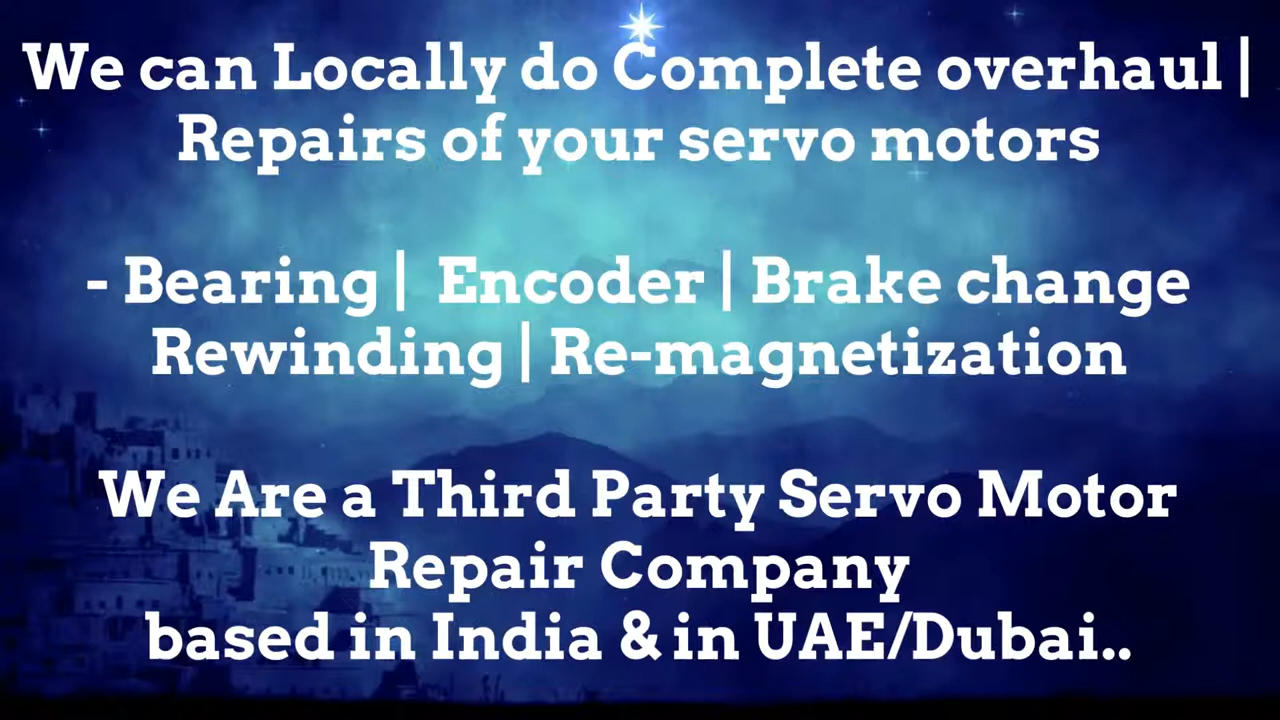 We can Locally do Complete overhaul |
Repairs of your servo motors
- Bearing | Encoder | Brake change
Rewinding | Re-magnetization
We Are a Third Party Servo Motor
Repair Company
based in India & in UAE/Dubai..